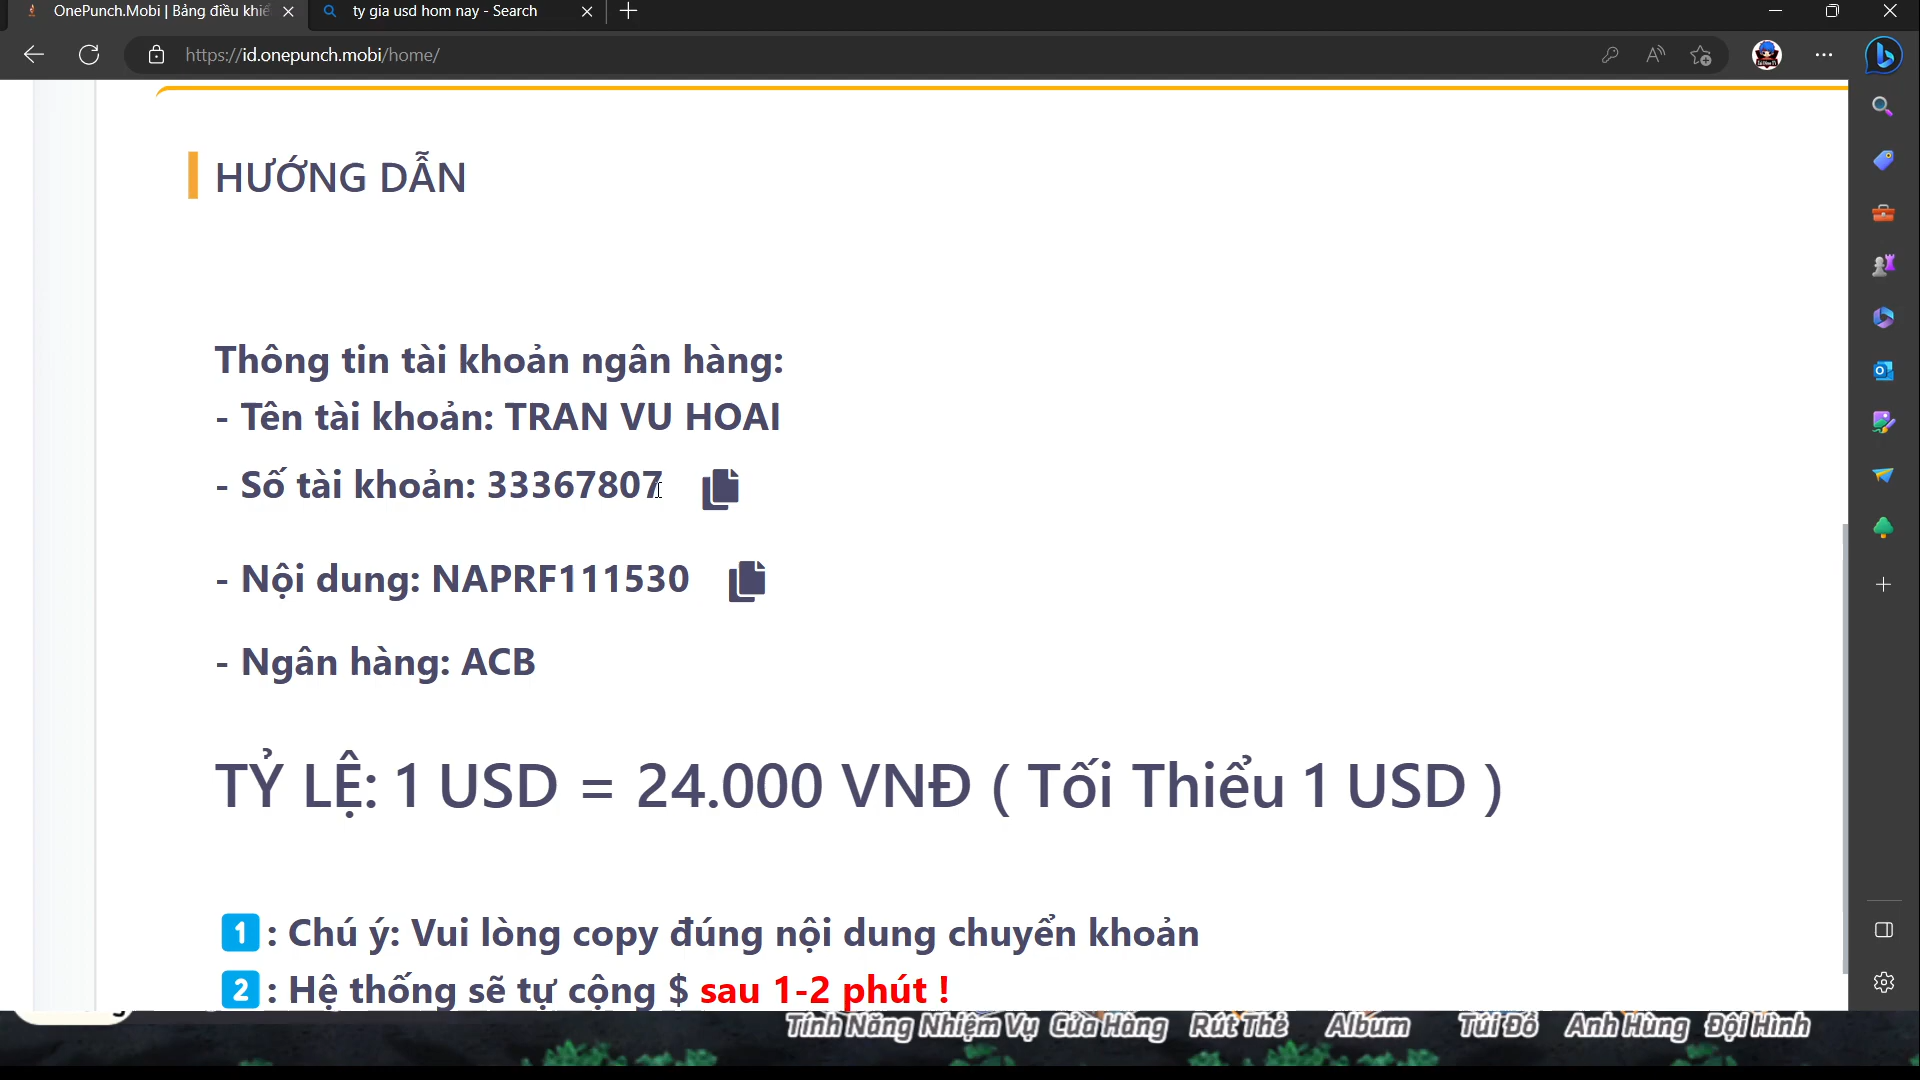 OnePunch.Mobi | Bảng điều khiể
ty gia usd hom nay - Search
https://id.onepunch.mobi/home/
HƯỚNG DẪN
Thông tin tài khoản ngân hàng:
- Tên tài khoản: TRAN VU HOAI
- Số tài khoản: 33367807
- Nội dung: NAPRF111530
- Ngân hàng: ACB
TỶ LỆ: 1 USD = 24.000 VNĐ ( Tối Thiểu 1 USD )
1 : Chú ý: Vui lòng copy đúng nội dung chuyển khoản
2 : Hệ thống sẽ tự cộng $ sau 1-2 phút !
Tính Năng Nhiệm Vụ Cửa Hàng Rút Thẻ Album Túi Đồ Anh Hùng Đội Hình